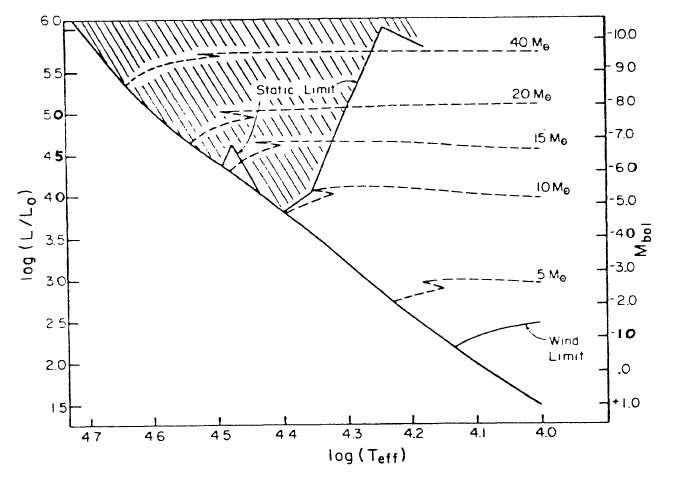 6.0
5.5
5.0
4.5
4.0
3.5
3.0
2.5
2.0
1.5
log (L/L⊙)
Static Limit
40 M⊙
20 M⊙
15 M⊙
10 M⊙
5 M⊙
Wind
Limit
-10.0
-9.0
-8.0
-7.0
-6.0
-5.0
-4.0
-3.0
-2.0
-1.0
.0
+1.0
Mbol
4.7
4.6
4.5
4.4
4.3
4.2
4.1
4.0
log (Teff)